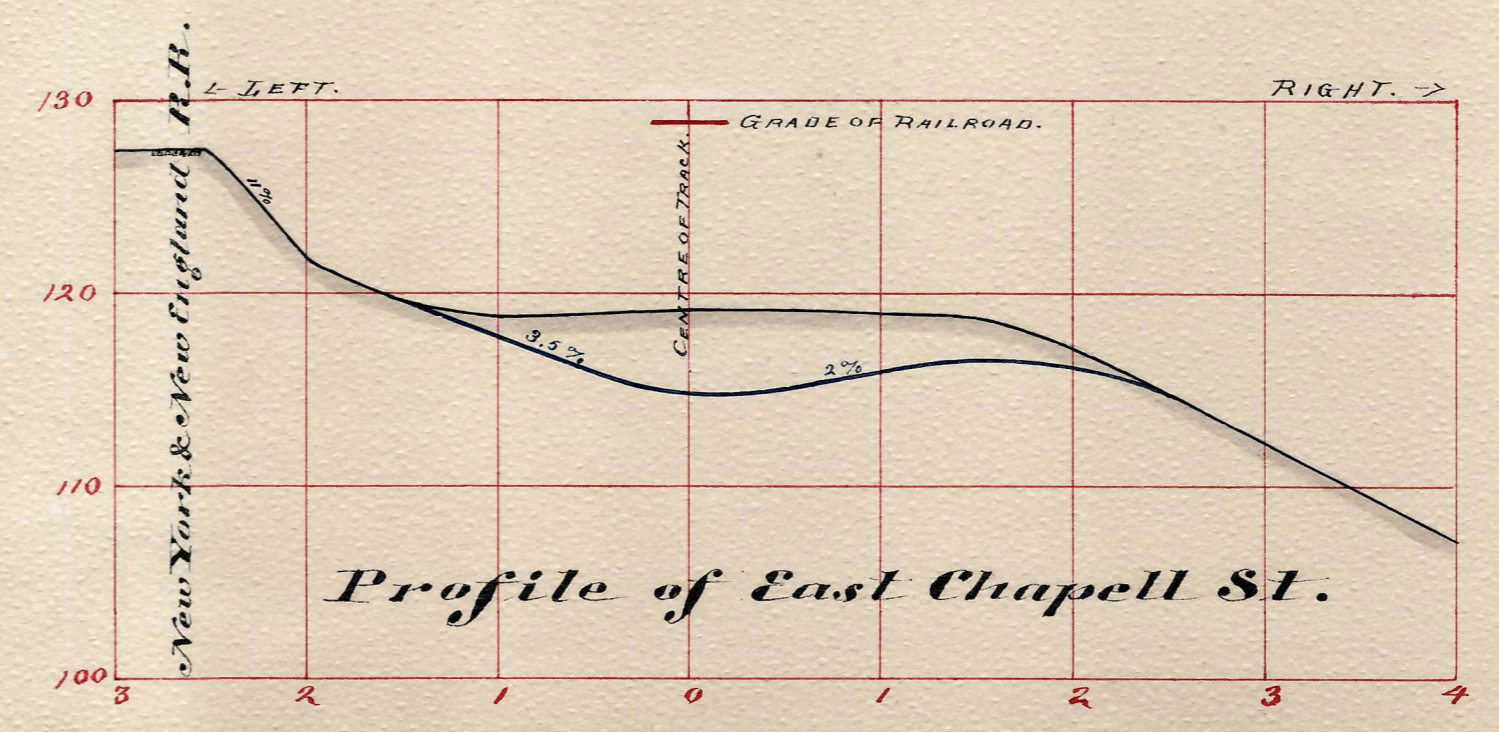 New York & New England R.R.
← LEFT.
RIGHT. →
130
GRADE OF RAILROAD.
CENTRE OF TRACK.
11%
120
3.5%
2%
110
Profile of East Chapell St.
100
3 2 1 0 1 2 3 4